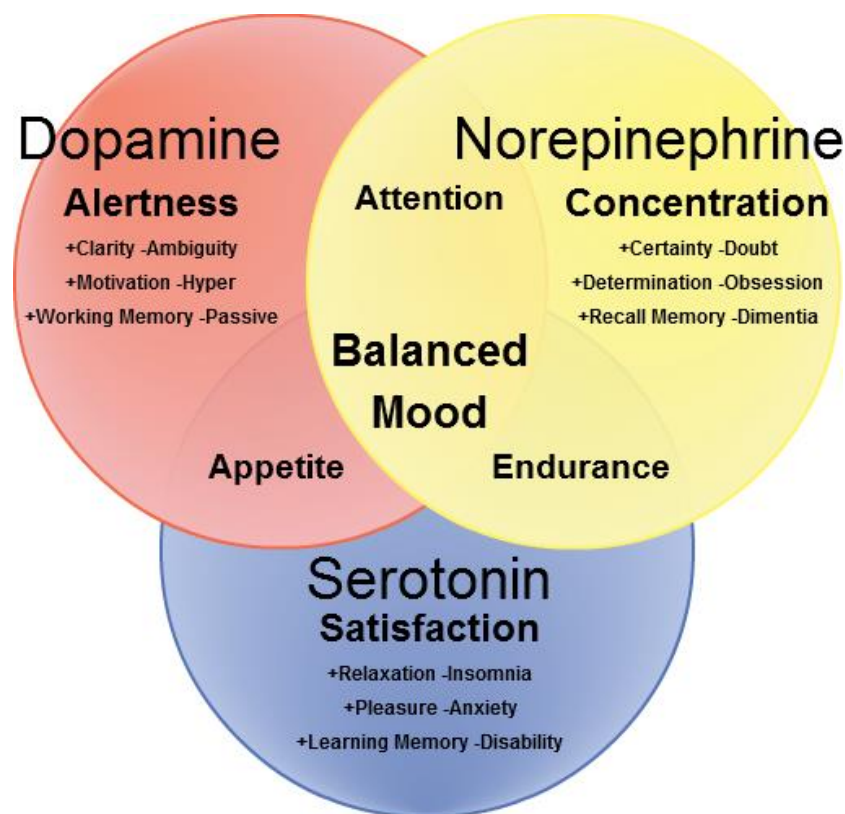 Dopamine
Alertness
+Clarity -Ambiguity
+Motivation -Hyper
+Working Memory -Passive
Attention
Norepinephrine
Concentration
+Certainty -Doubt
+Determination -Obsession
+Recall Memory -Dimentia
Balanced
Mood
Appetite
Endurance
Serotonin
Satisfaction
+Relaxation -Insomnia
+Pleasure -Anxiety
+Learning Memory -Disability